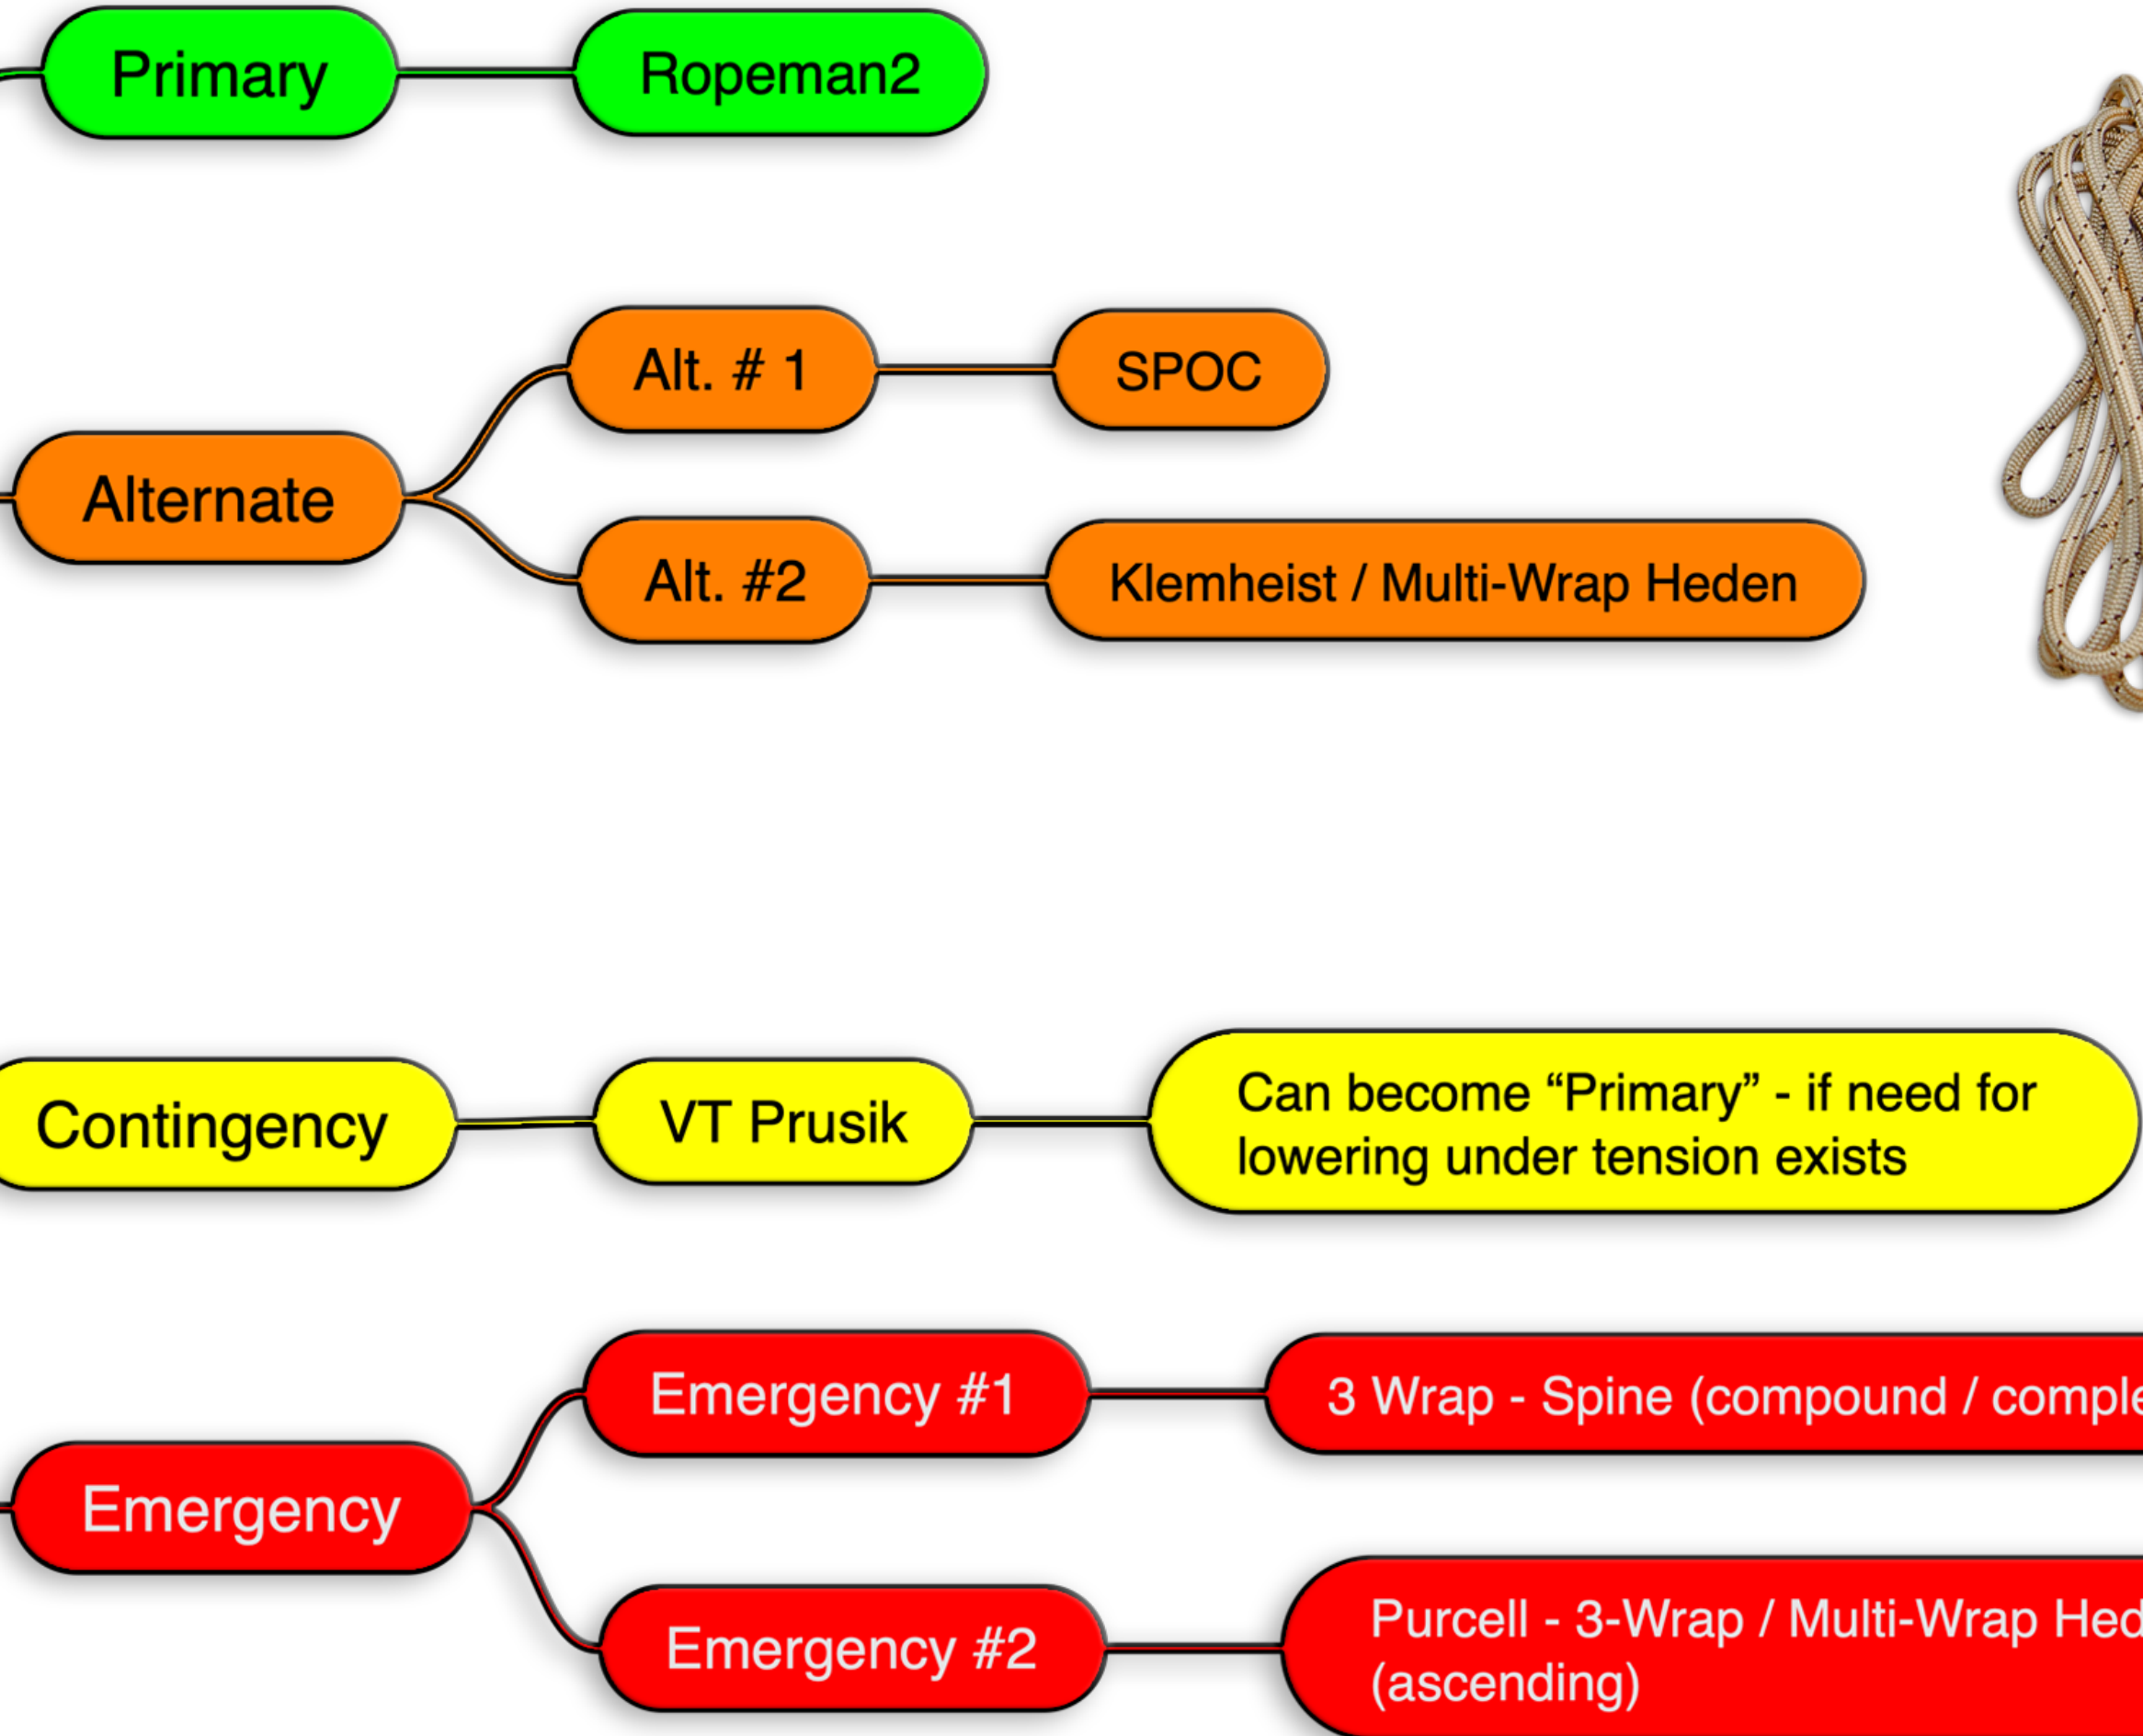 Primary
Ropeman2
Alt. # 1
SPOC
Alternate
Alt. #2
Klemheist / Multi-Wrap Heden
Contingency
VT Prusik
Can become “Primary” - if need for
lowering under tension exists
Emergency #1
3 Wrap - Spine (compound /
Emergency
Emergency #2
Purcell - 3-Wrap / Multi-Wrap
(ascending)